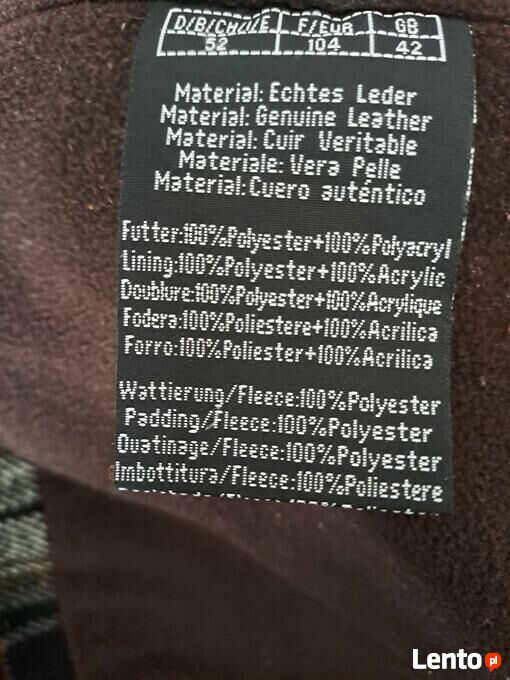 D/B/CH/DE F/EUR GB
52 104 42
Material:Echtes Leder
Material:Genuine Leather
Material:Cuir Veritable
Materiale:Vera Pelle
Material:Cuero auténtico
Futter:100%Polyester+100%Polyacryl
Lining:100%Polyester+100%Acrylic
Doublure:100%Polyester+100%Acrylique
Fodera:100%Poliestere+100%Acrilica
Forro:100%Poliester+100%Acrilica
Wattierung/Fleece:100%Polyester
Padding/Fleece:100%Polyester
Ouatinage/Fleece:100%Polyester
Imbottitura/Fleece:100%Poliestere
Lento.pl